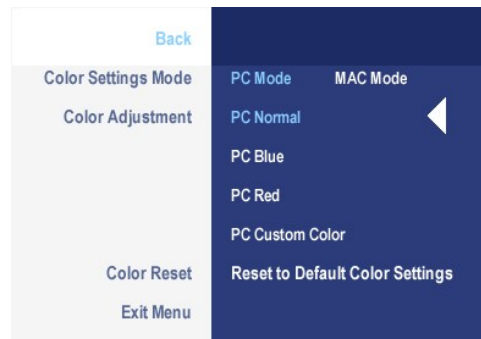 Back
Color Settings Mode PC Mode MAC Mode
Color Adjustment PC Normal
PC Blue
PC Red
PC Custom Color
Color Reset Reset to Default Color Settings
Exit Menu